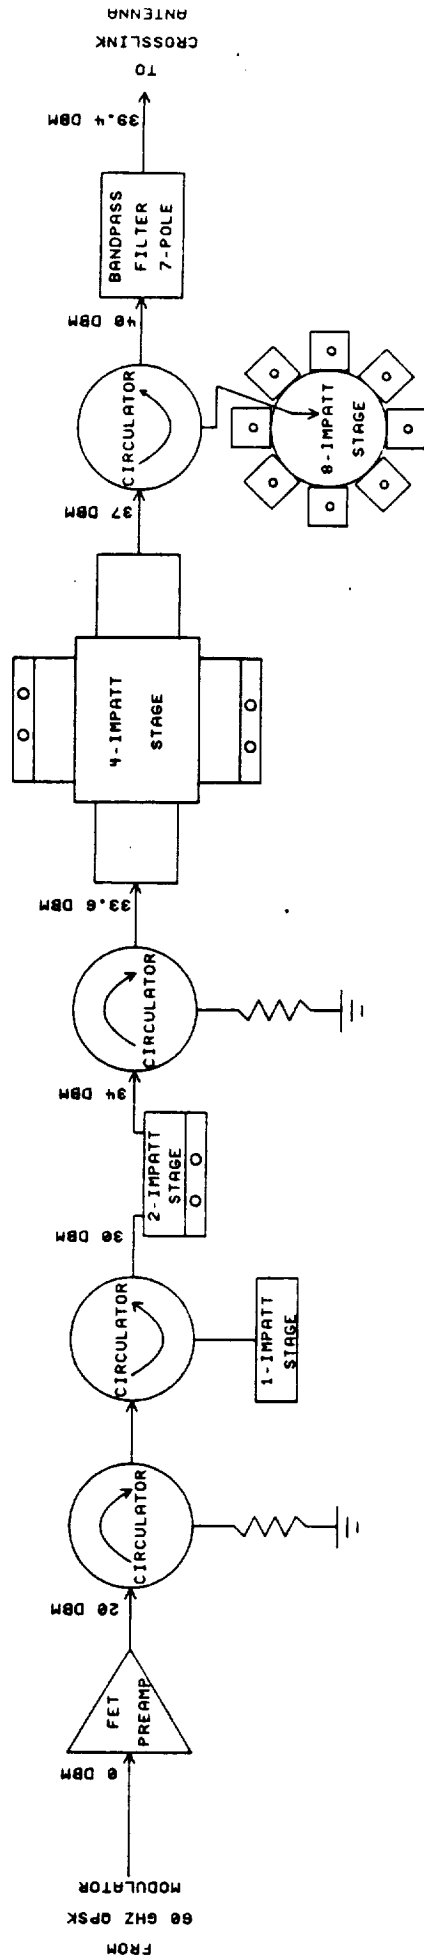 FROM
60 GHZ QPSK
MODULATOR
0 DBM
FET
PREAMP
20 DBM
CIRCULATOR
CIRCULATOR
1-IMPATT
STAGE
30 DBM
2-IMPATT
STAGE
34 DBM
CIRCULATOR
33.6 DBM
4-IMPATT
STAGE
37 DBM
CIRCULATOR
8-IMPATT
STAGE
40 DBM
BANDPASS
FILTER
7-POLE
39.4 DBM
TO
CROSSLINK
ANTENNA